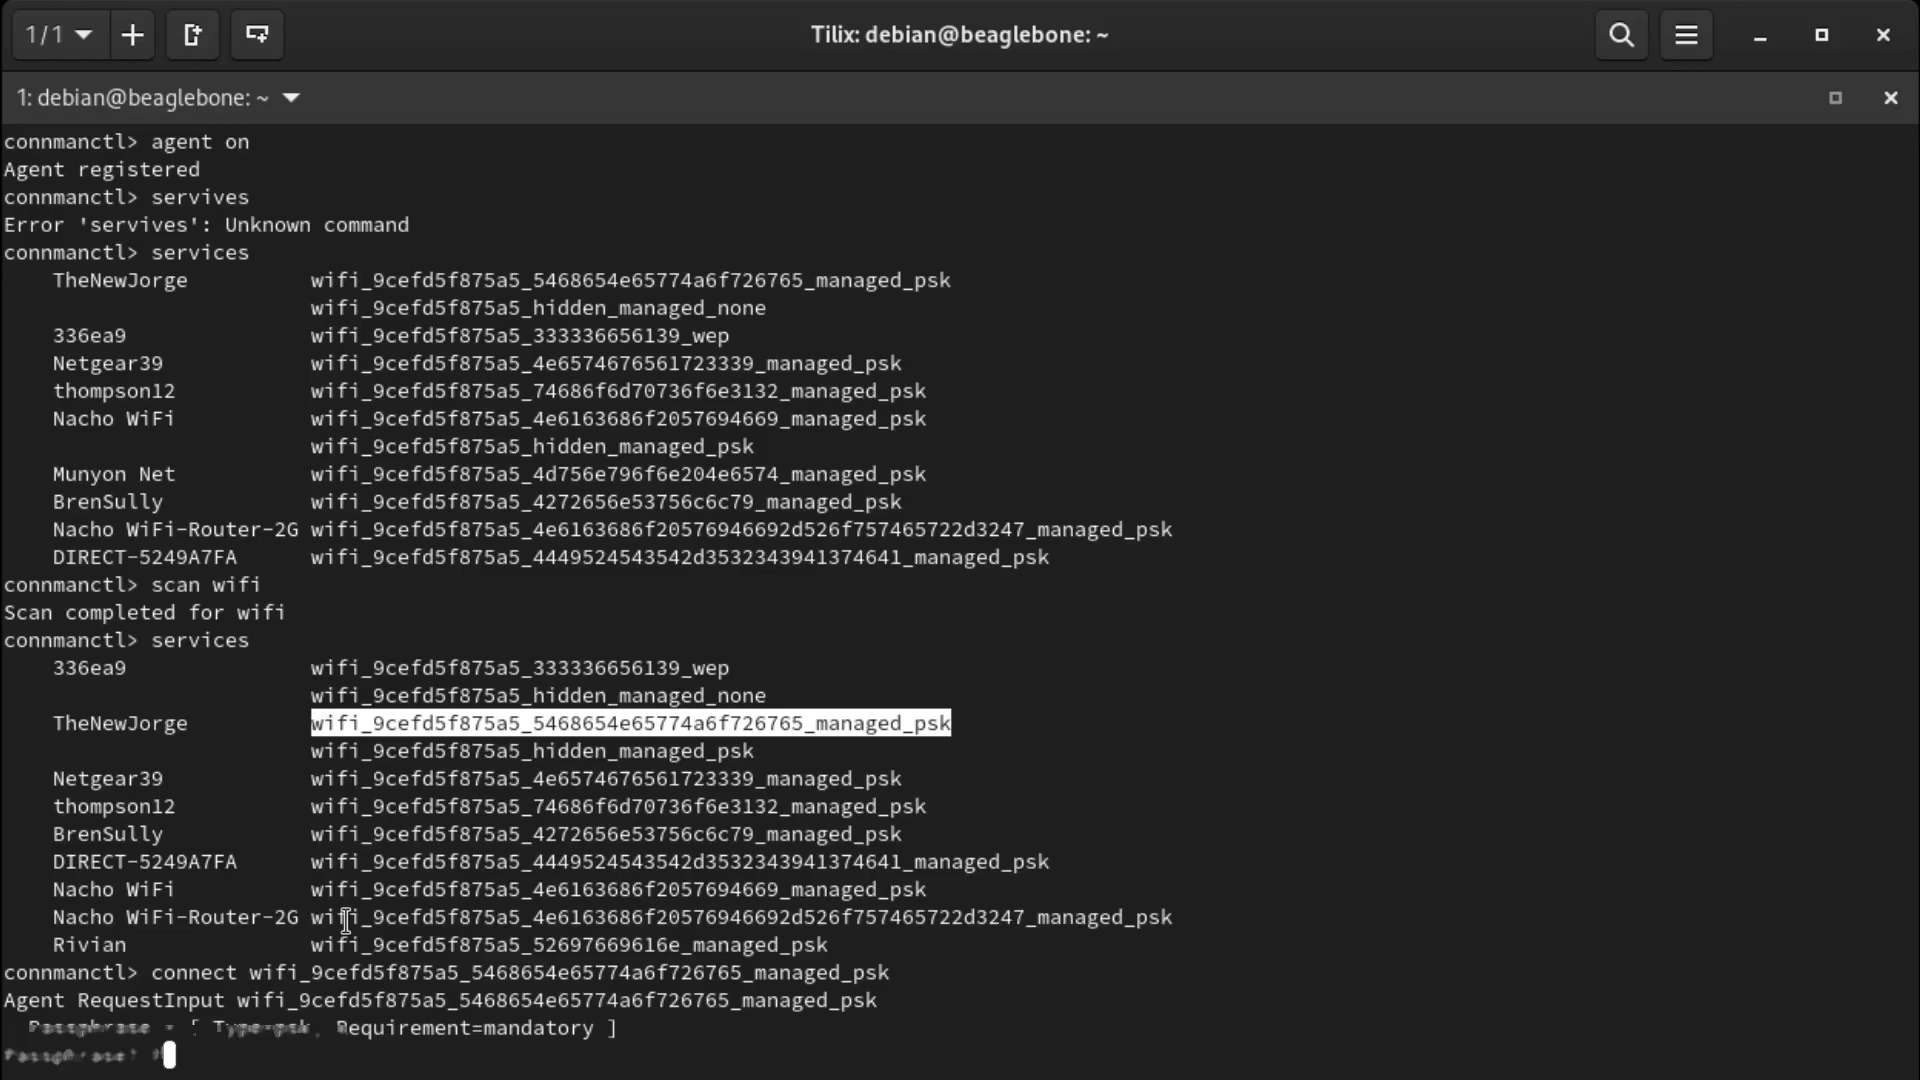 1/1
Tilix: debian@beaglebone: ~
1: debian@beaglebone: ~
connmanctl> agent on
Agent registered
connmanctl> servives
Error 'servives': Unknown command
connmanctl> services
TheNewJorge wifi_9cefd5f875a5_5468654e65774a6f726765_managed_psk
wifi_9cefd5f875a5_hidden_managed_none
336ea9 wifi_9cefd5f875a5_333336656139_wep
Netgear39 wifi_9cefd5f875a5_4e6574676561723339_managed_psk
thompson12 wifi_9cefd5f875a5_74686f6d70736f6e3132_managed_psk
Nacho WiFi wifi_9cefd5f875a5_4e6163686f2057694669_managed_psk
wifi_9cefd5f875a5_hidden_managed_psk
Munyon Net wifi_9cefd5f875a5_4d756e796f6e204e6574_managed_psk
BrenSully wifi_9cefd5f875a5_4272656e53756c6c79_managed_psk
Nacho WiFi-Router-2G wifi_9cefd5f875a5_4e6163686f20576946692d526f757465722d3247_managed_psk
DIRECT-5249A7FA wifi_9cefd5f875a5_4449524543542d3532343941374641_managed_psk
connmanctl> scan wifi
Scan completed for wifi
connmanctl> services
336ea9 wifi_9cefd5f875a5_333336656139_wep
wifi_9cefd5f875a5_hidden_managed_none
TheNewJorge wifi_9cefd5f875a5_5468654e65774a6f726765_managed_psk
wifi_9cefd5f875a5_hidden_managed_psk
Netgear39 wifi_9cefd5f875a5_4e6574676561723339_managed_psk
thompson12 wifi_9cefd5f875a5_74686f6d70736f6e3132_managed_psk
BrenSully wifi_9cefd5f875a5_4272656e53756c6c79_managed_psk
DIRECT-5249A7FA wifi_9cefd5f875a5_4449524543542d3532343941374641_managed_psk
Nacho WiFi wifi_9cefd5f875a5_4e6163686f2057694669_managed_psk
Nacho WiFi-Router-2G wifi_9cefd5f875a5_4e6163686f20576946692d526f757465722d3247_managed_psk
Rivian wifi_9cefd5f875a5_52697669616e_managed_psk
connmanctl> connect wifi_9cefd5f875a5_5468654e65774a6f726765_managed_psk
Agent RequestInput wifi_9cefd5f875a5_5468654e65774a6f726765_managed_psk
Passphrase = [ Type=psk, Requirement=mandatory ]
Passphrase?